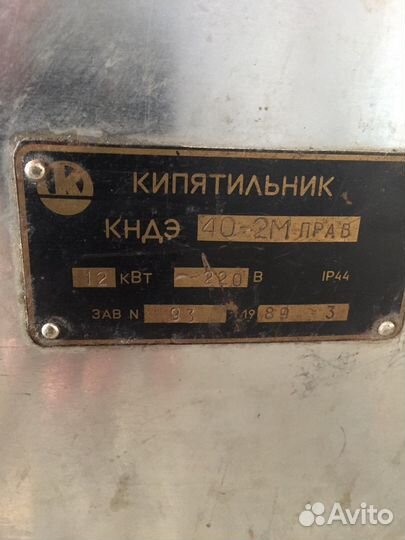 КИПЯТИЛЬНИК
КНДЭ 40-2М ПРАВ
12 кВт ~ 220 В IP44
ЗАВ N 93 1989 - 3
Avito